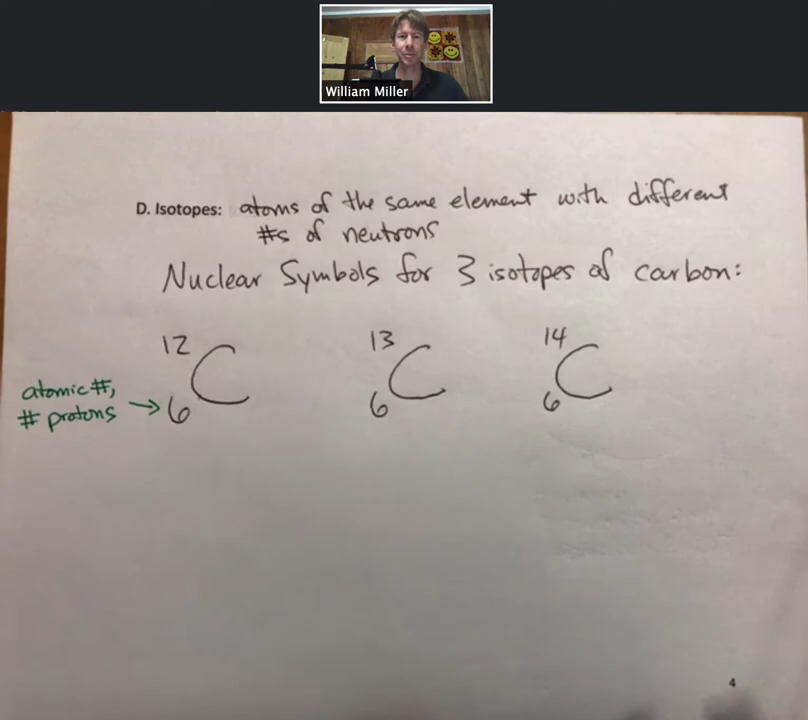 William Miller
D. Isotopes: atoms of the same element with different
#s of neutrons
Nuclear Symbols for 3 isotopes of carbon:
12 13 14
C C C
atomic #,
# protons → 6 6 6
4